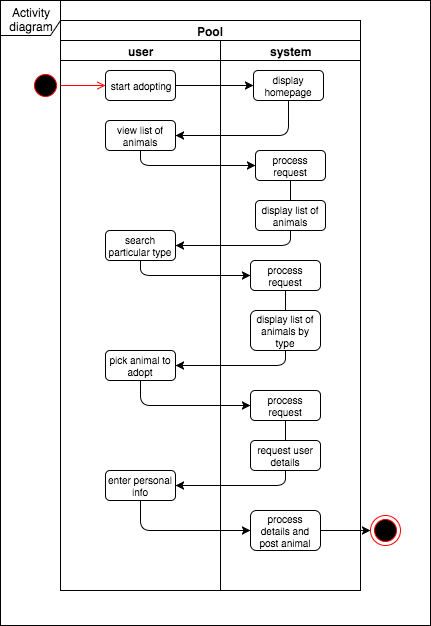 Activity
diagram
Pool
user
system
start adopting
display
homepage
view list of
animals
process
request
display list of
animals
search
particular type
process
request
display list of
animals by
type
pick animal to
adopt
process
request
request user
details
enter personal
info
process
details and
post animal